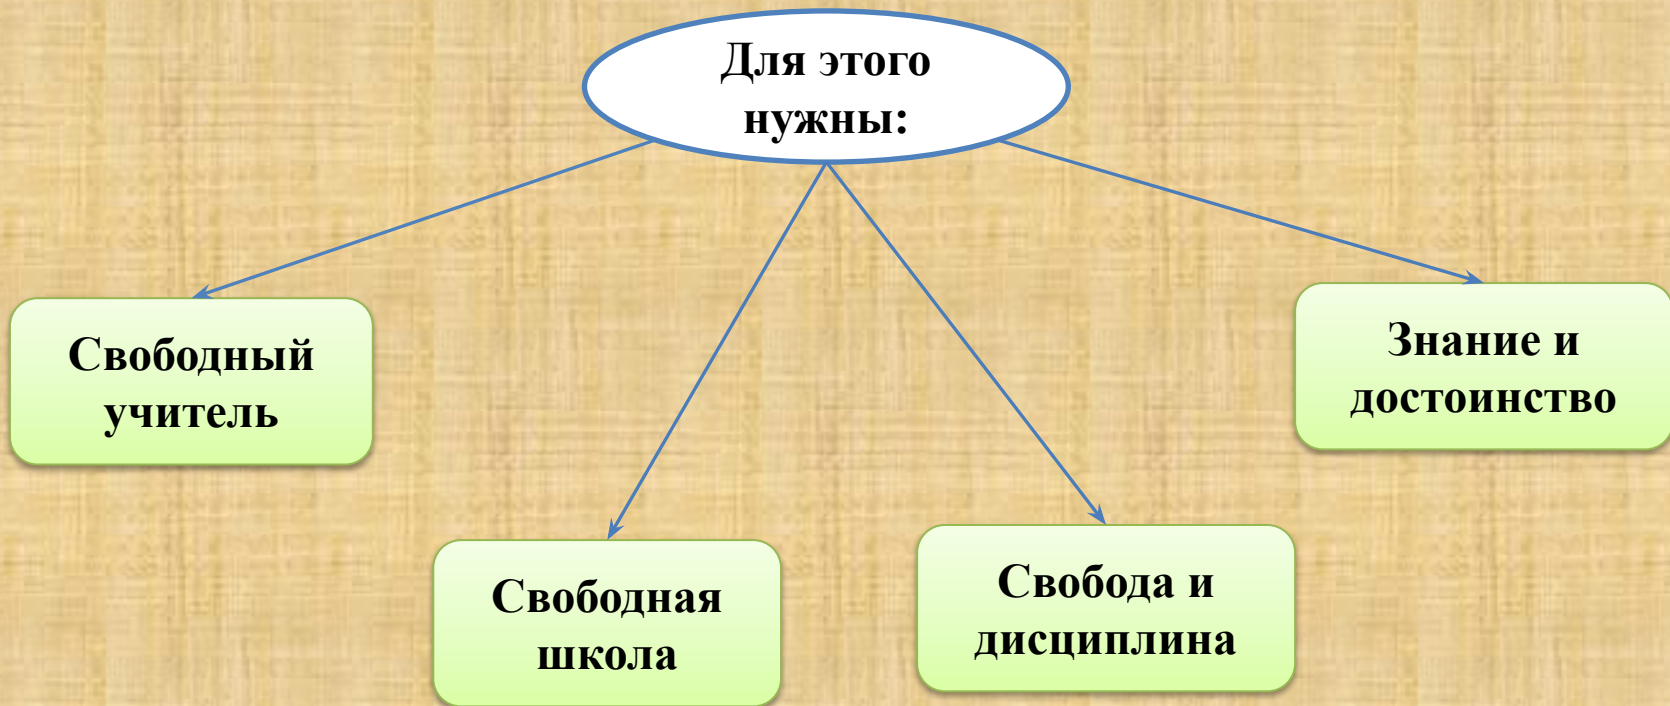 Для этого
нужны:
Свободный
учитель
Свободная
школа
Свобода и
дисциплина
Знание и
достоинство